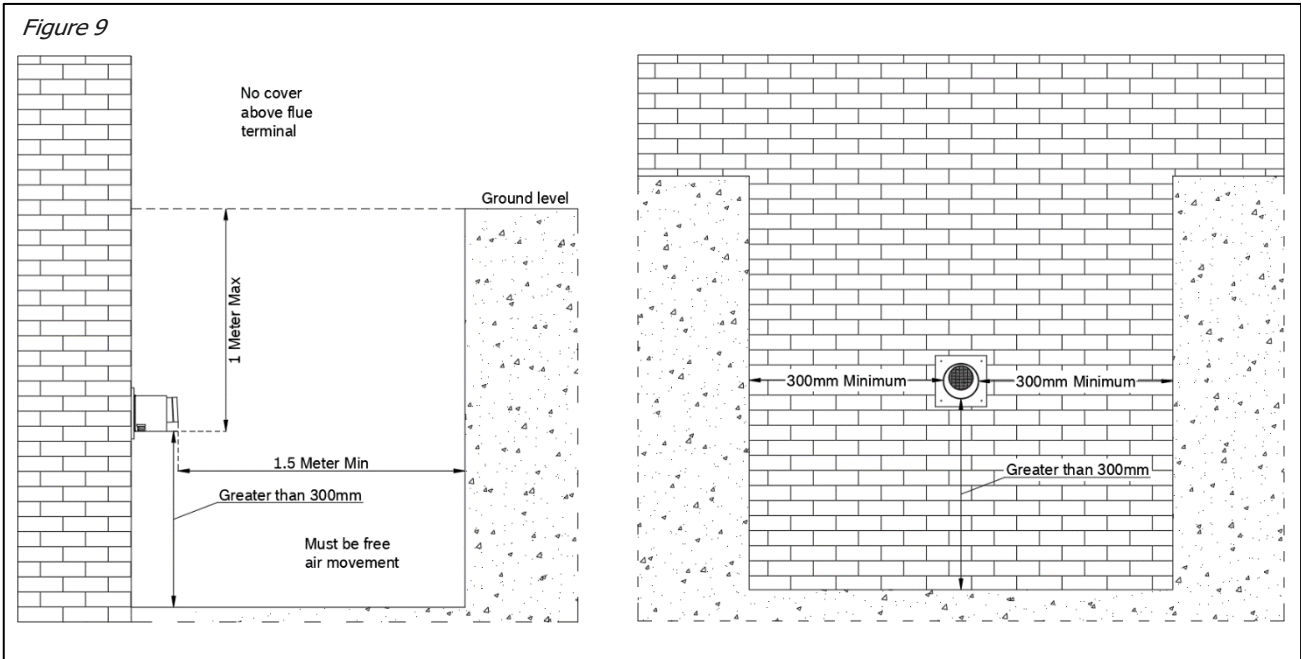 Figure 9
No cover
above flue
terminal
Ground level
1 Meter Max
1.5 Meter Min
Greater than 300mm
Must be free
air movement
300mm Minimum
300mm Minimum
Greater than 300mm